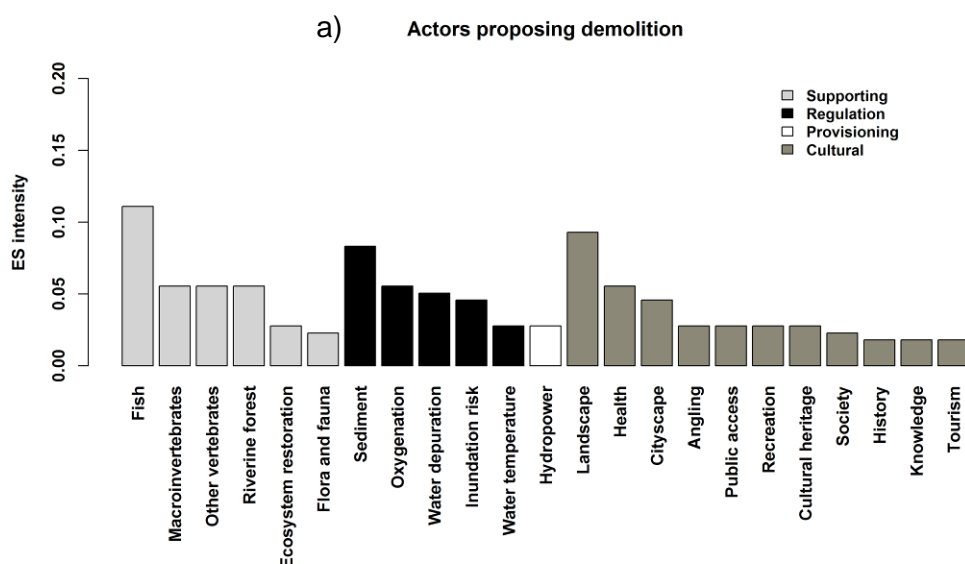 a) Actors proposing demolition
0.20
0.15
0.10
0.05
0.00
ES intensity
Supporting
Regulation
Provisioning
Cultural
Fish
Macroinvertebrates
Other vertebrates
Riverine forest
Ecosystem restoration
Flora and fauna
Sediment
Oxygenation
Water depuration
Inundation risk
Water temperature
Hydropower
Landscape
Health
Cityscape
Angling
Public access
Recreation
Cultural heritage
Society
History
Knowledge
Tourism